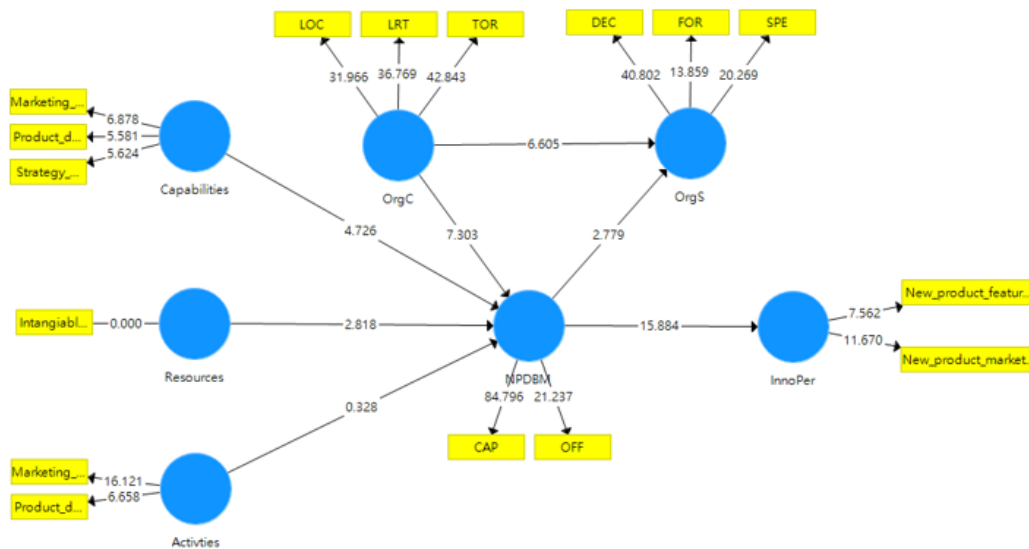 LOC
LRT
TOR
DEC
FOR
SPE
31.966
36.769
42.843
40.802
13.859
20.269
Marketing_...
6.878
Product_d...
5.581
Strategy_...
5.624
Capabilities
OrgC
6.605
OrgS
4.726
7.303
2.779
Intangiabl...
0.000
Resources
2.818
NPDBM
15.884
InnoPer
New_product_featur...
7.562
11.670
New_product_market...
0.328
84.796
21.237
CAP
OFF
Marketing_...
16.121
Product_d...
6.658
Activties